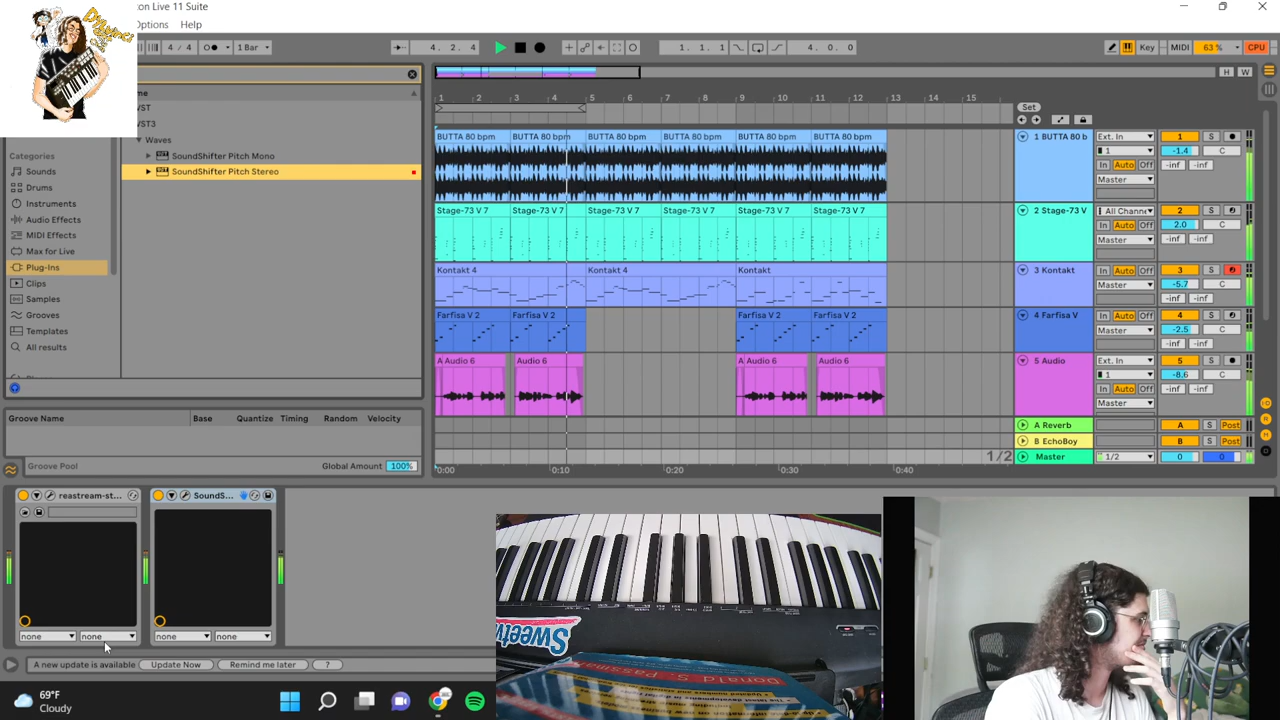 ton Live 11 Suite
Options Help
4 / 4 1 Bar 4. 2. 4 1. 1. 1 4. 0. 0 Key MIDI 63 % CPU
H W
me
VST
VST3
Waves
SoundShifter Pitch Mono
SoundShifter Pitch Stereo
Categories
Sounds
Drums
Instruments
Audio Effects
MIDI Effects
Max for Live
Plug-Ins
Clips
Samples
Grooves
Templates
All results
Groove Name Base Quantize Timing Random Velocity
Groove Pool Global Amount 100%
1 2 3 4 5 6 7 8 9 10 11 12 13 14 15
Set
BUTTA 80 bpm BUTTA 80 bpm BUTTA 80 bpm BUTTA 80 bpm BUTTA 80 bpm BUTTA 80 bpm
1 BUTTA 80 b Ext. In 1 S
1 -1.4 C
In Auto Off -inf -inf
Master
Stage-73 V 7 Stage-73 V 7 Stage-73 V 7 Stage-73 V 7 Stage-73 V 7 Stage-73 V 7
2 Stage-73 V All Channe 2 S
In Auto Off 2.0 C
Master -inf -inf
Kontakt 4 Kontakt 4 Kontakt
3 Kontakt In Auto Off 3 S
Master -5.7 C
-inf -inf
Farfisa V 2 Farfisa V 2 Farfisa V 2 Farfisa V 2
4 Farfisa V In Auto Off 4 S
Master -2.5 C
-inf -inf
A Audio 6 Audio 6 A Audio 6 Audio 6
5 Audio Ext. In 5 S
1 -8.6 C
In Auto Off -inf -inf
Master
A Reverb A S Post
B EchoBoy B S Post
1/2 Master 1/2 0 0
0:00 0:10 0:20 0:30 0:40
reastream-st... SoundS...
none none none none
A new update is available Update Now Remind me later ?
69°F
Cloudy
Sweetw
Donald S. Passma